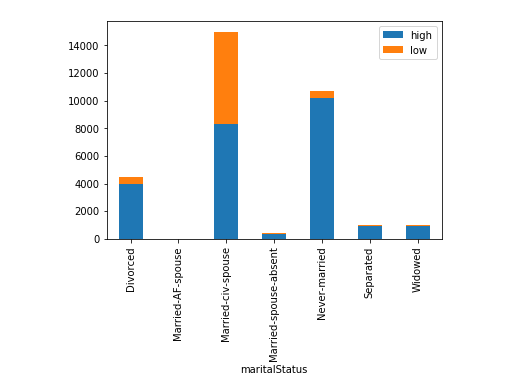 high
low
14000
12000
10000
8000
6000
4000
2000
0
Divorced
Married-AF-spouse
Married-civ-spouse
Married-spouse-absent
Never-married
Separated
Widowed
maritalStatus